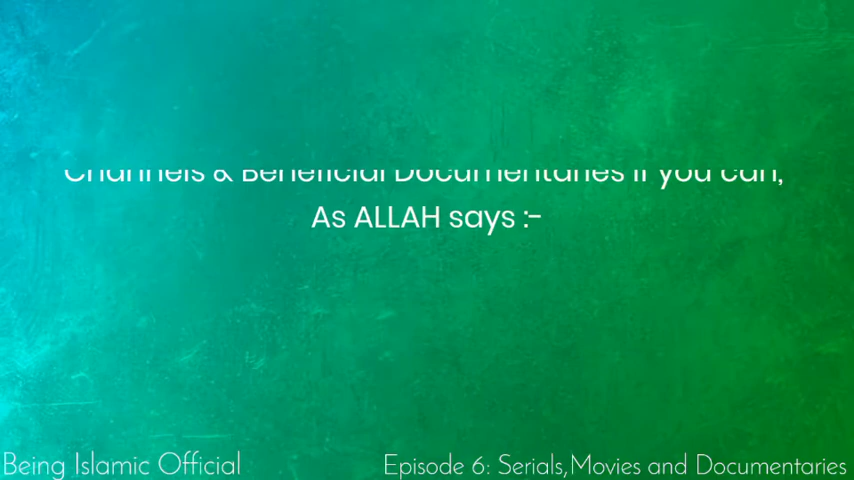 Channels & Beneficial Documentaries if you can,
As ALLAH says :-
Being Islamic Official
Episode 6: Serials,Movies and Documentaries